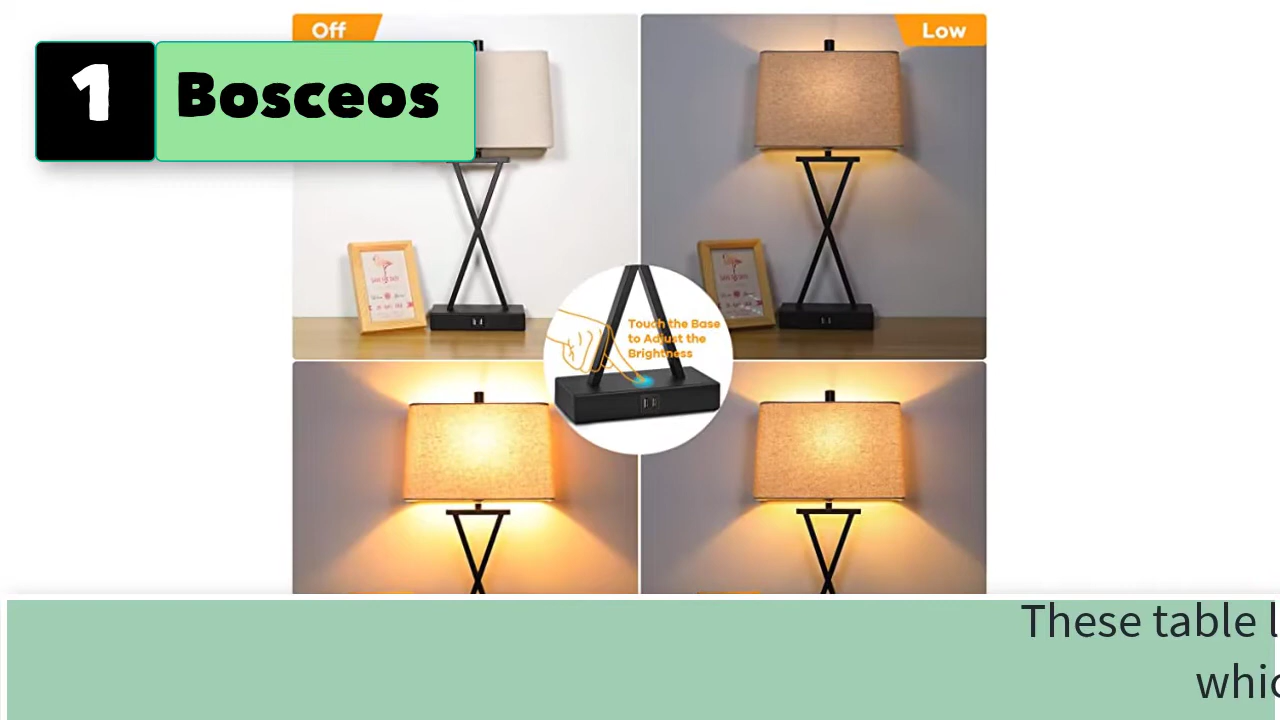 Off
Low
1
Bosceos
Touch the Base
to Adjust the
Brightness
These table
whic